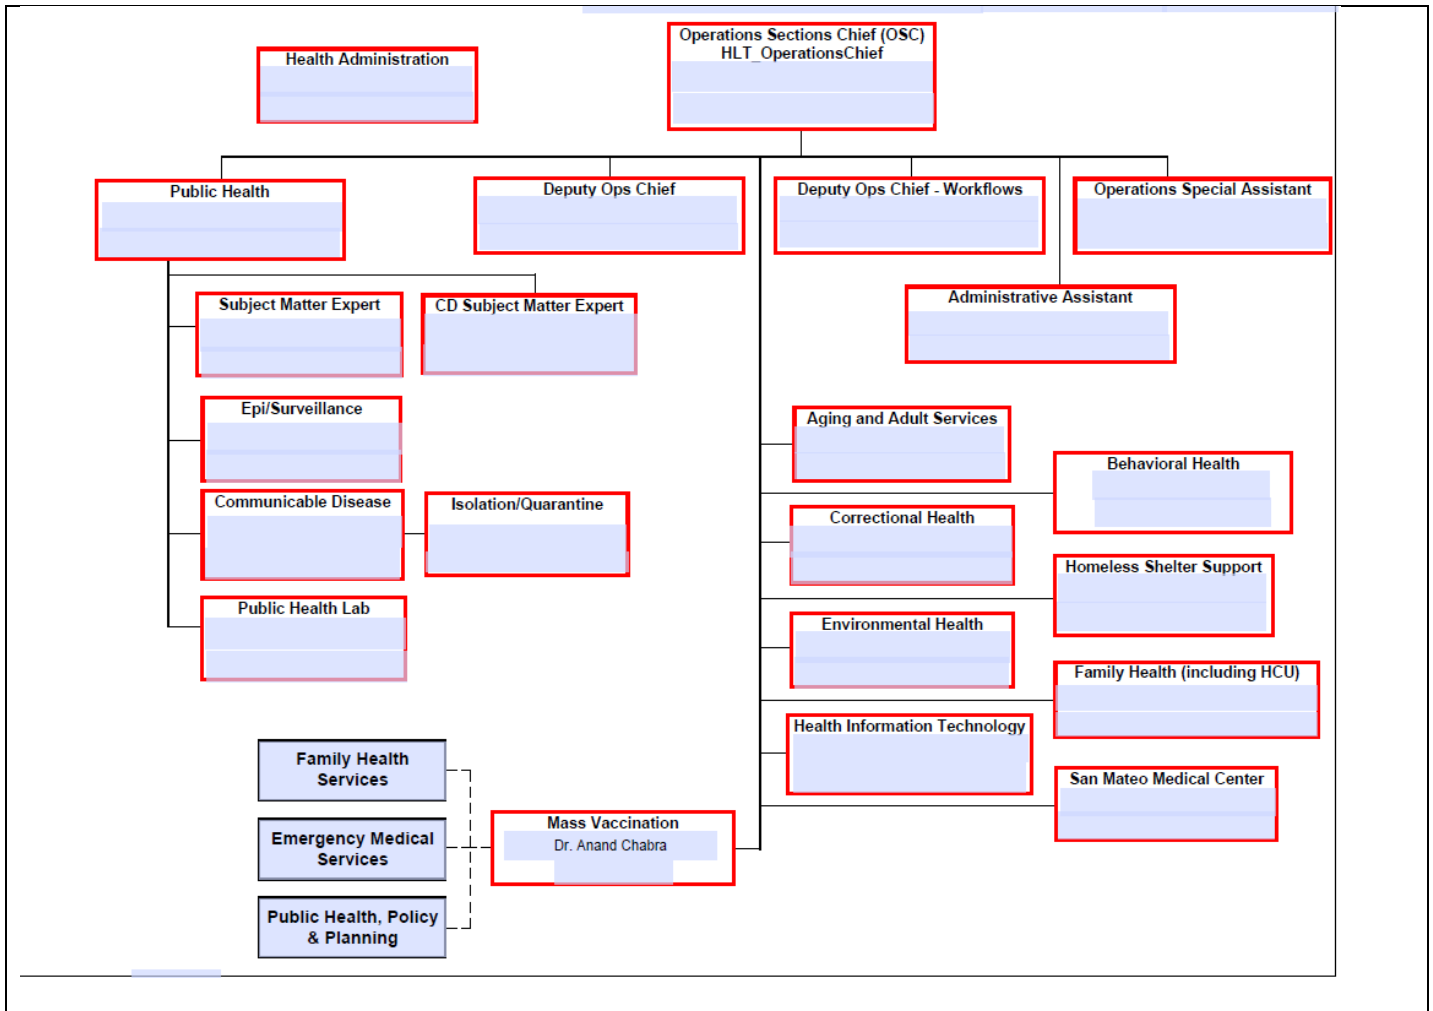 Operations Sections Chief (OSC)
HLT_OperationsChief
Health Administration
Public Health
Deputy Ops Chief
Deputy Ops Chief - Workflows
Operations Special Assistant
Administrative Assistant
Subject Matter Expert
CD Subject Matter Expert
Epi/Surveillance
Communicable Disease
Isolation/Quarantine
Public Health Lab
Aging and Adult Services
Behavioral Health
Correctional Health
Homeless Shelter Support
Environmental Health
Family Health (including HCU)
Health Information Technology
San Mateo Medical Center
Mass Vaccination
Dr. Anand Chabra
Family Health
Services
Emergency Medical
Services
Public Health, Policy
& Planning